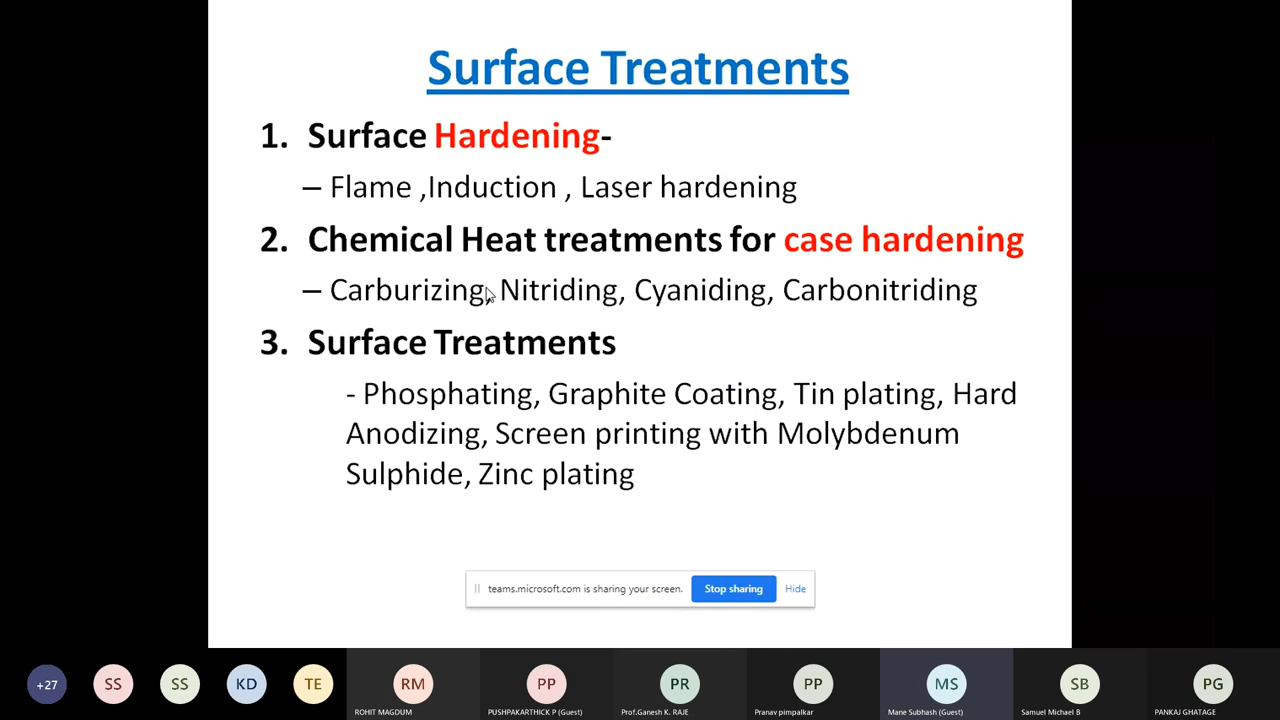 Surface Treatments
1. Surface Hardening-
– Flame ,Induction , Laser hardening
2. Chemical Heat treatments for case hardening
– Carburizing, Nitriding, Cyaniding, Carbonitriding
3. Surface Treatments
- Phosphating, Graphite Coating, Tin plating, Hard
Anodizing, Screen printing with Molybdenum
Sulphide, Zinc plating
teams.microsoft.com is sharing your screen. Stop sharing Hide
+27 SS SS KD TE RM PP PR PP MS SB PG
ROHIT MAGDUM PUSHPAKARTHICK P (Guest) Prof.Ganesh K. RAJE Pranav pimpalkar Mane Subhash (Guest) Samuel Michael B PANKAJ GHATAGE